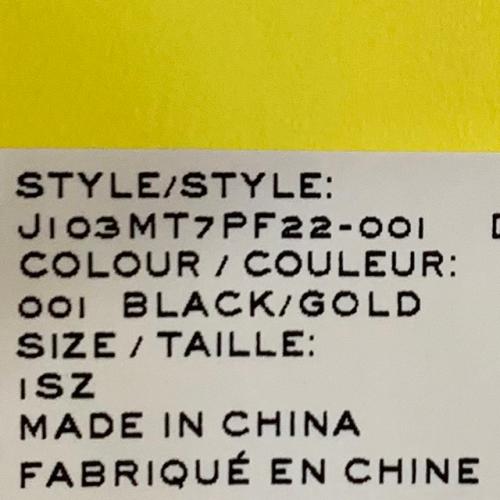 STYLE/STYLE:
J103MT7PF22-001
COLOUR / COULEUR:
001 BLACK/GOLD
SIZE / TAILLE:
1SZ
MADE IN CHINA
FABRIQUÉ EN CHINE